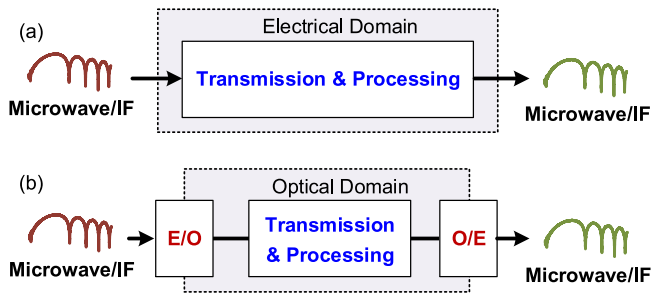 (a)
Electrical Domain
Transmission & Processing
Microwave/IF
Microwave/IF
(b)
Optical Domain
E/O
Transmission
& Processing
O/E
Microwave/IF
Microwave/IF